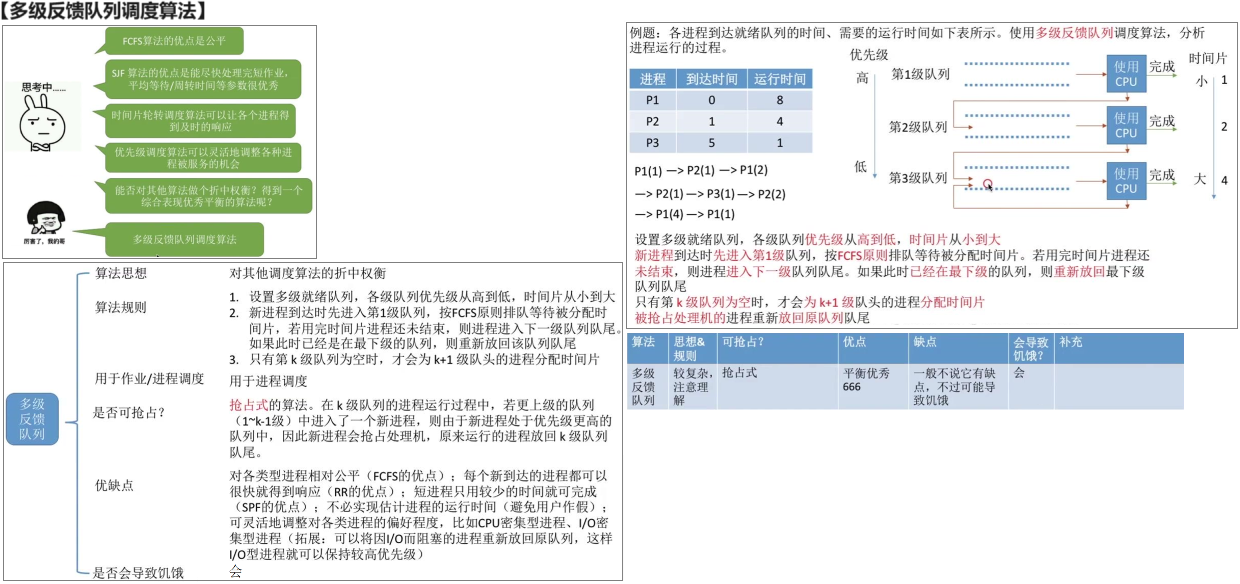 【多级反馈队列调度算法】
FCFS算法的优点是公平
SJF 算法的优点是能尽快处理完短作业，
平均等待/周转时间等参数很优秀
思考中……
时间片轮转调度算法可以让各个进程得
到及时的响应
优先级调度算法可以灵活地调整各种进
程被服务的机会
能否对其他算法做个折中权衡？得到一个
综合表现优秀平衡的算法呢？
厉害了，我的哥
多级反馈队列调度算法
例题：各进程到达就绪队列的时间、需要的运行时间如下表所示。使用多级反馈队列调度算法，分析
进程运行的过程。
进程 到达时间 运行时间
P1 0 8
P2 1 4
P3 5 1
P1(1) —> P2(1) —> P1(2)
—> P2(1) —> P3(1) —> P2(2)
—> P1(4) —> P1(1)
优先级
高
低
第1级队列
第2级队列
第3级队列
使用
CPU
完成
使用
CPU
完成
使用
CPU
完成
时间片
小 1
2
大 4
设置多级就绪队列，各级队列优先级从高到低，时间片从小到大
新进程到达时先进入第1级队列，按FCFS原则排队等待被分配时间片。若用完时间片进程还
未结束，则进程进入下一级队列队尾。如果此时已经在最下级的队列，则重新放回最下级
队列队尾
只有第 k 级队列为空时，才会为 k+1 级队头的进程分配时间片
被抢占处理机的进程重新放回原队列队尾
多级
反馈
队列
算法思想
对其他调度算法的折中权衡
算法规则
1. 设置多级就绪队列，各级队列优先级从高到低，时间片从小到大
2. 新进程到达时先进入第1级队列，按FCFS原则排队等待被分配时
间片，若用完时间片进程还未结束，则进程进入下一级队列队尾。
如果此时已经是在最下级的队列，则重新放回该队列队尾
3. 只有第 k 级队列为空时，才会为 k+1 级队头的进程分配时间片
用于作业/进程调度
用于进程调度
是否可抢占？
抢占式的算法。在 k 级队列的进程运行过程中，若更上级的队列
（1~k-1级）中进入了一个新进程，则由于新进程处于优先级更高的
队列中，因此新进程会抢占处理机，原来运行的进程放回 k 级队列
队尾。
优缺点
对各类型进程相对公平（FCFS的优点）；每个新到达的进程都可以
很快就得到响应（RR的优点）；短进程只用较少的时间就可完成
（SPF的优点）；不必实现估计进程的运行时间（避免用户作假）；
可灵活地调整对各类进程的偏好程度，比如CPU密集型进程、I/O密
集型进程（拓展：可以将因I/O而阻塞的进程重新放回原队列，这样
I/O型进程就可以保持较高优先级）
是否会导致饥饿
会
算法 思想& 规则 可抢占？ 优点 缺点 会导致饥饿？ 补充
多级反馈队列 较复杂，注意理解 抢占式 平衡优秀 666 一般不说它有缺点，不过可能导致饥饿 会